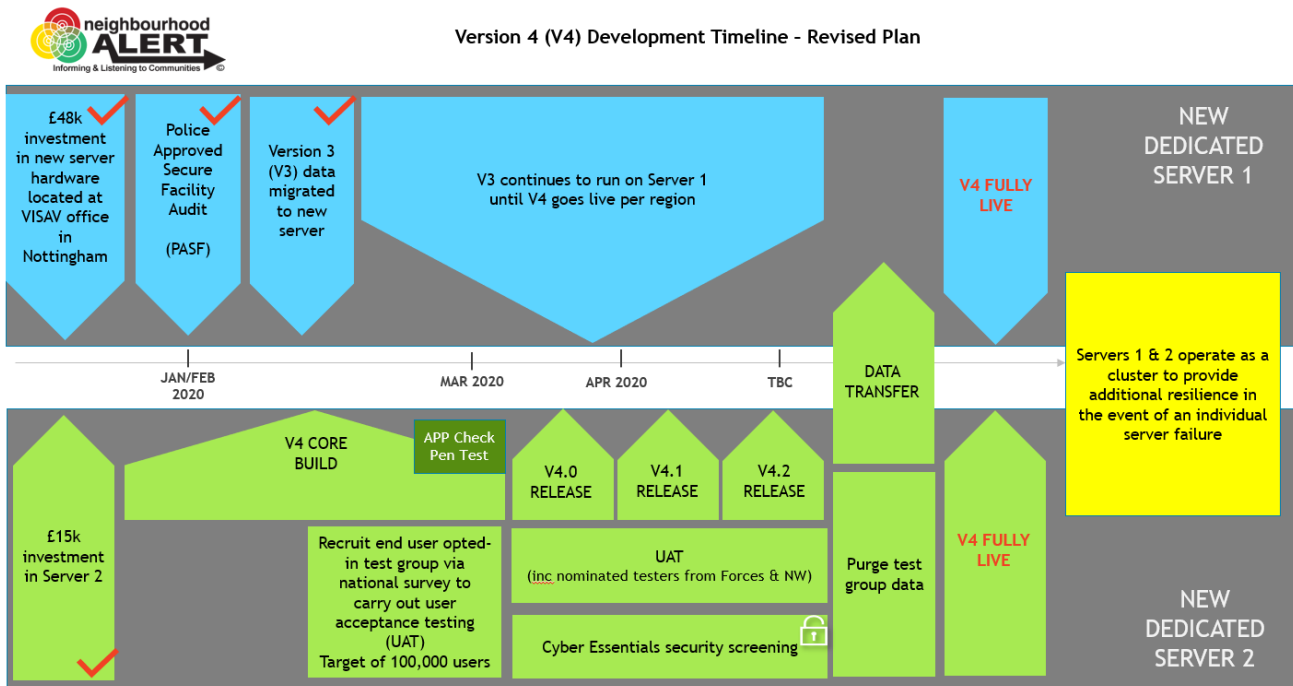 neighbourhood
ALERT
Informing & Listening to Communities ©
Version 4 (V4) Development Timeline - Revised Plan
£48k
investment
in new server
hardware
located at
VISAV office
in
Nottingham
Police
Approved
Secure
Facility
Audit
(PASF)
Version 3
(V3) data
migrated
to new
server
V3 continues to run on Server 1
until V4 goes live per region
V4 FULLY
LIVE
NEW
DEDICATED
SERVER 1
JAN/FEB
2020
MAR 2020
APR 2020
TBC
DATA
TRANSFER
Servers 1 & 2 operate as a
cluster to provide
additional resilience in
the event of an individual
server failure
£15k
investment
in Server 2
V4 CORE
BUILD
APP Check
Pen Test
V4.0
RELEASE
V4.1
RELEASE
V4.2
RELEASE
Recruit end user opted-
in test group via
national survey to
carry out user
acceptance testing
(UAT)
Target of 100,000 users
UAT
(inc nominated testers from Forces & NW)
Cyber Essentials security screening
Purge test
group data
V4 FULLY
LIVE
NEW
DEDICATED
SERVER 2